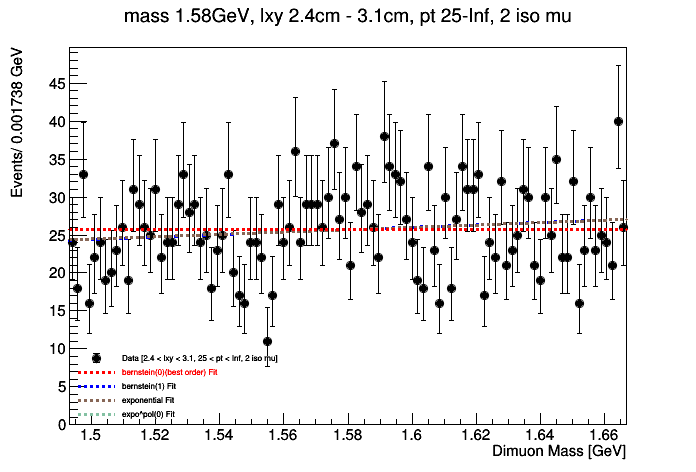 mass 1.58GeV, lxy 2.4cm - 3.1cm, pt 25-Inf, 2 iso mu
Events/ 0.001738 GeV
45
40
35
30
25
20
15
10
5
0
Data [2.4 < lxy < 3.1, 25 < pt < Inf, 2 iso mu]
bernstein(0)(best order) Fit
bernstein(1) Fit
exponential Fit
expo^pol(0) Fit
1.5 1.52 1.54 1.56 1.58 1.6 1.62 1.64 1.66
Dimuon Mass [GeV]